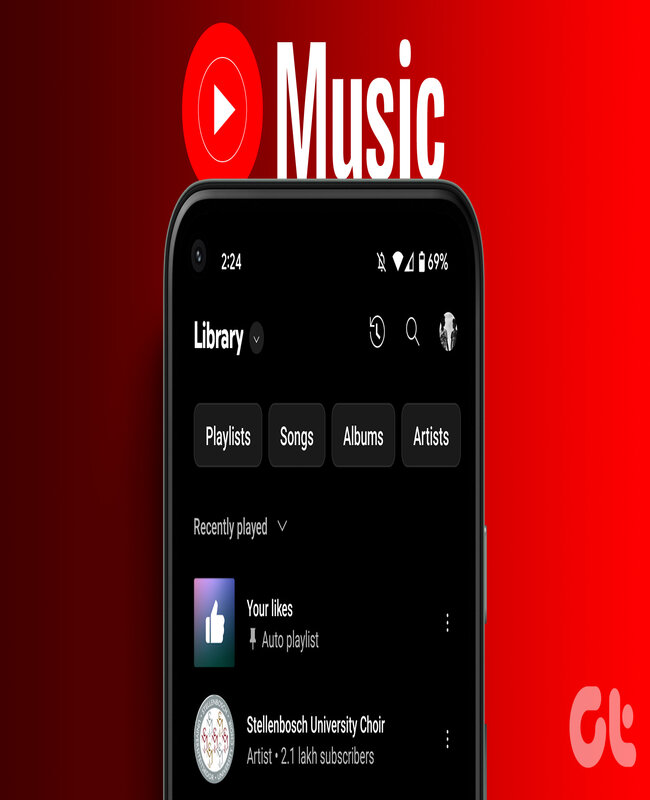 Music
2:24
69%
Library
Playlists Songs Albums Artists
Recently played
Your likes
Auto playlist
Stellenbosch University Choir
Artist • 2.1 lakh subscribers
Gt